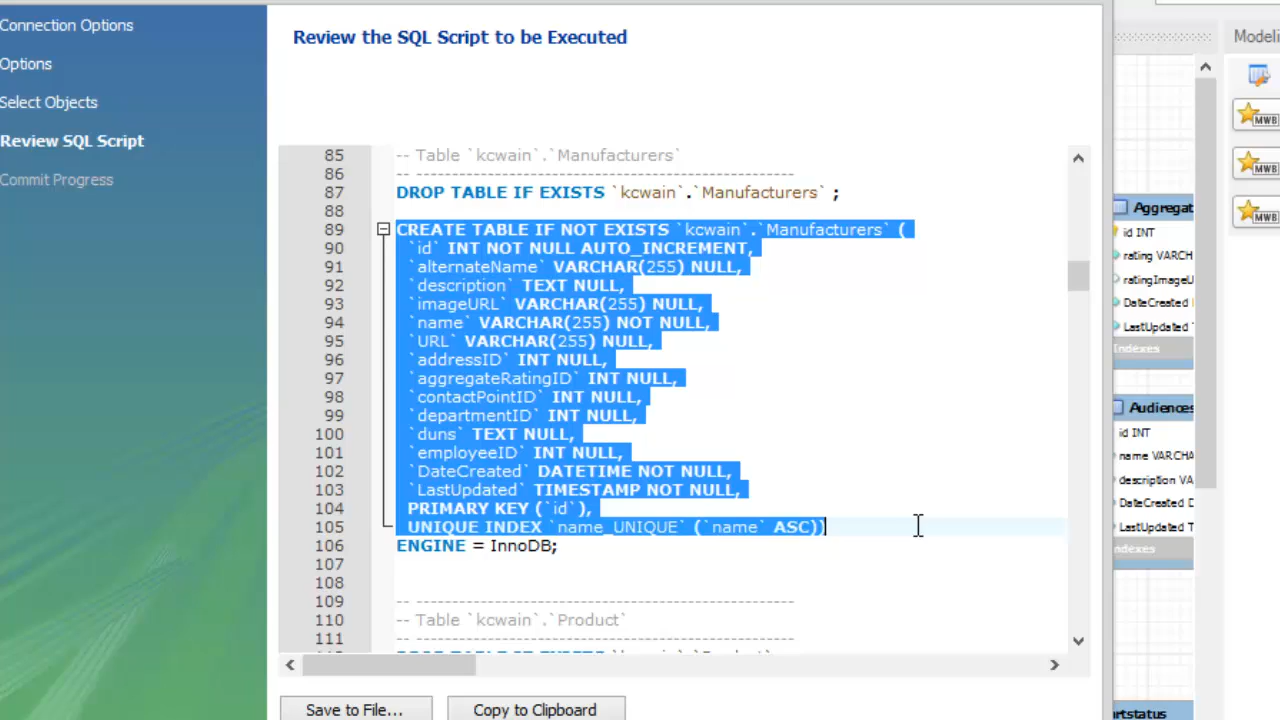 Connection Options
Options
Select Objects
Review SQL Script
Commit Progress
Review the SQL Script to be Executed
85 -- Table `kcwain`.`Manufacturers`
86 -- -----------------------------------------------------
87 DROP TABLE IF EXISTS `kcwain`.`Manufacturers` ;
88
89 CREATE TABLE IF NOT EXISTS `kcwain`.`Manufacturers` (
90 `id` INT NOT NULL AUTO_INCREMENT,
91 `alternateName` VARCHAR(255) NULL,
92 `description` TEXT NULL,
93 `imageURL` VARCHAR(255) NULL,
94 `name` VARCHAR(255) NOT NULL,
95 `URL` VARCHAR(255) NULL,
96 `addressID` INT NULL,
97 `aggregateRatingID` INT NULL,
98 `contactPointID` INT NULL,
99 `departmentID` INT NULL,
100 `duns` TEXT NULL,
101 `employeeID` INT NULL,
102 `DateCreated` DATETIME NOT NULL,
103 `LastUpdated` TIMESTAMP NOT NULL,
104 PRIMARY KEY (`id`),
105 UNIQUE INDEX `name_UNIQUE` (`name` ASC))
106 ENGINE = InnoDB;
107
108
109 -- -----------------------------------------------------
110 -- Table `kcwain`.`Product`
111 -- -----------------------------------------------------
Save to File...
Copy to Clipboard
Modeli
MWB
MWB
MWB
Aggregat
id INT
rating VARCH
ratingImageU
DateCreated
LastUpdated T
Indexes
Audiences
id INT
name VARCHA
description VA
DateCreated D
LastUpdated T
Indexes
rtstatus